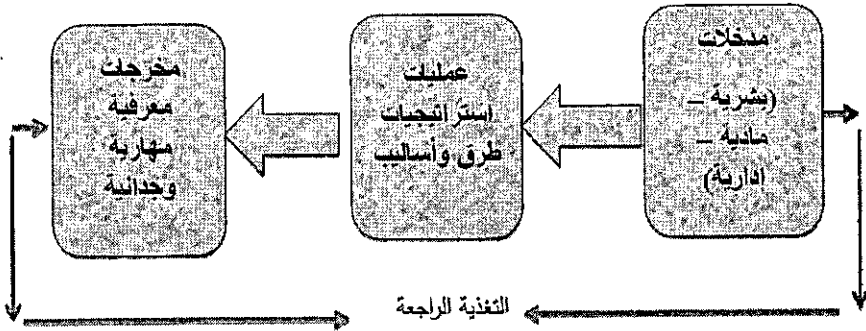 مدخلات
(بشرية –
مادية –
ادارية)
عمليات
استراتيجيات
طرق وأساليب
مخرجات
معرفية
مهارية
وجدانية
التغذية الراجعة